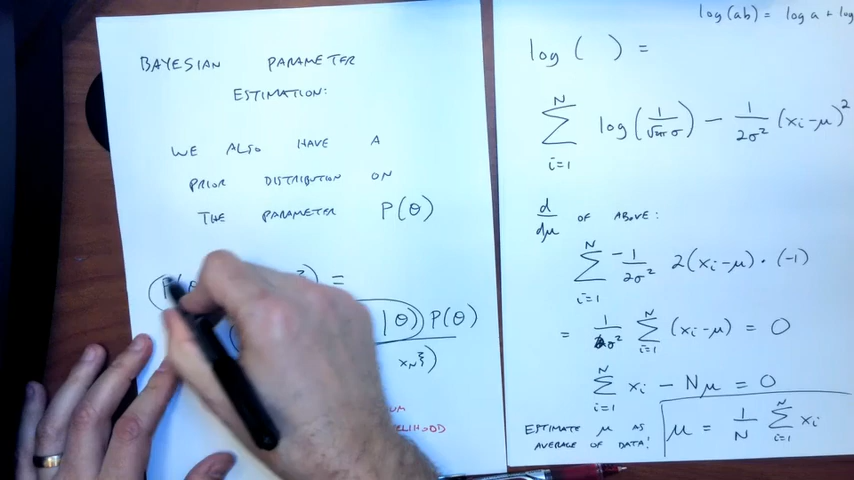 BAYESIAN PARAMETER
ESTIMATION:
WE ALSO HAVE A
PRIOR DISTRIBUTION ON
THE PARAMETER P(θ)
P( }) =
|θ) P(θ)
xₙ})
log(ab) = log a + log
log ( ) =
∑_{i=1}^{N} log(1/(√2π σ)) − 1/(2σ²) (xᵢ−μ)²
d/dμ OF ABOVE:
∑_{i=1}^{N} −1/(2σ²) 2(xᵢ−μ)·(−1)
= 1/σ² ∑_{i=1}^{N} (xᵢ−μ) = 0
∑_{i=1}^{N} xᵢ − Nμ = 0
ESTIMATE μ AS
AVERAGE OF DATA!
μ = 1/N ∑_{i=1}^{N} xᵢ